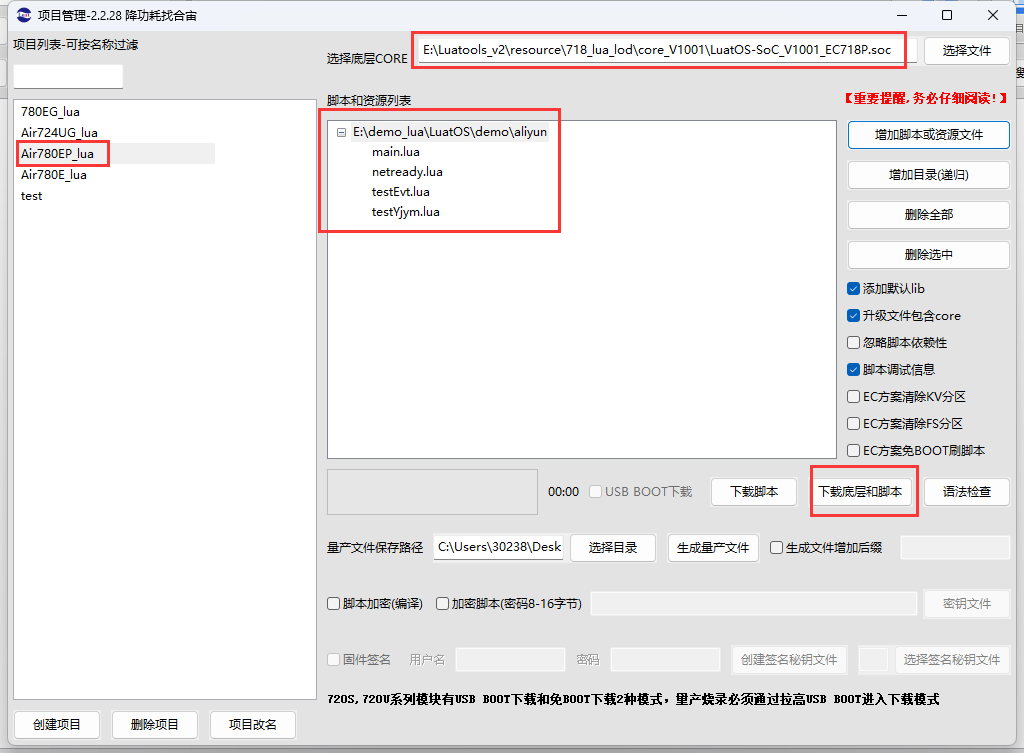 项目管理-2.2.28 降功耗找合宙
项目列表-可按名称过滤
选择底层CORE
E:\Luatools_v2\resource\718_lua_lod\core_V1001\LuatOS-SoC_V1001_EC718P.soc
选择文件
脚本和资源列表
【重要提醒,务必仔细阅读!】
780EG_lua
Air724UG_lua
Air780EP_lua
Air780E_lua
test
E:\demo_lua\LuatOS\demo\aliyun
main.lua
netready.lua
testEvt.lua
testYjym.lua
增加脚本或资源文件
增加目录(递归)
删除全部
删除选中
添加默认lib
升级文件包含core
忽略脚本依赖性
脚本调试信息
EC方案清除KV分区
EC方案清除FS分区
EC方案免BOOT刷脚本
00:00
USB BOOT下载
下载脚本
下载底层和脚本
语法检查
量产文件保存路径
C:\Users\30238\Desk
选择目录
生成量产文件
生成文件增加后缀
脚本加密(编译)
加密脚本(密码8-16字节)
密钥文件
固件签名
用户名
密码
创建签名秘钥文件
选择签名秘钥文件
720S,720U系列模块有USB BOOT下载和免BOOT下载2种模式，量产烧录必须通过拉高USB BOOT进入下载模式
创建项目
删除项目
项目改名